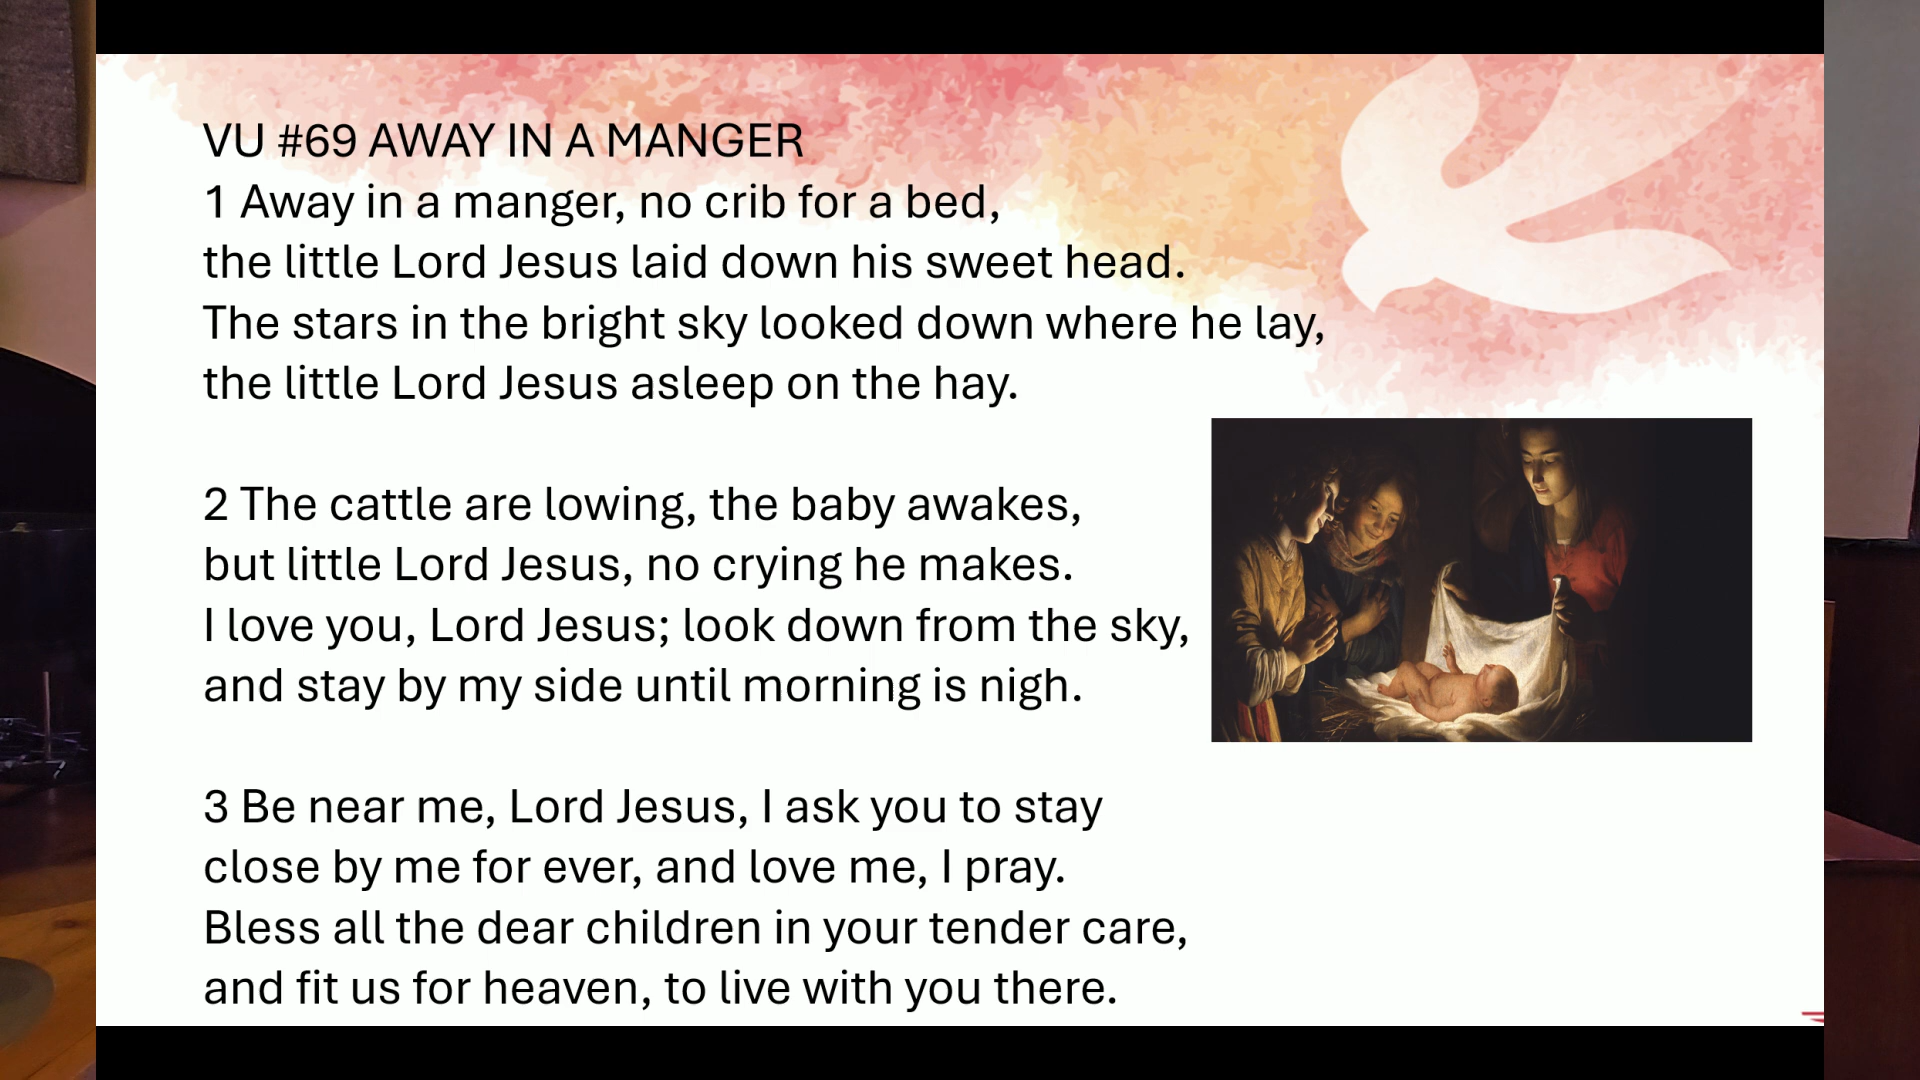 VU #69 AWAY IN A MANGER
1 Away in a manger, no crib for a bed,
the little Lord Jesus laid down his sweet head.
The stars in the bright sky looked down where he lay,
the little Lord Jesus asleep on the hay.
2 The cattle are lowing, the baby awakes,
but little Lord Jesus, no crying he makes.
I love you, Lord Jesus; look down from the sky,
and stay by my side until morning is nigh.
3 Be near me, Lord Jesus, I ask you to stay
close by me for ever, and love me, I pray.
Bless all the dear children in your tender care,
and fit us for heaven, to live with you there.